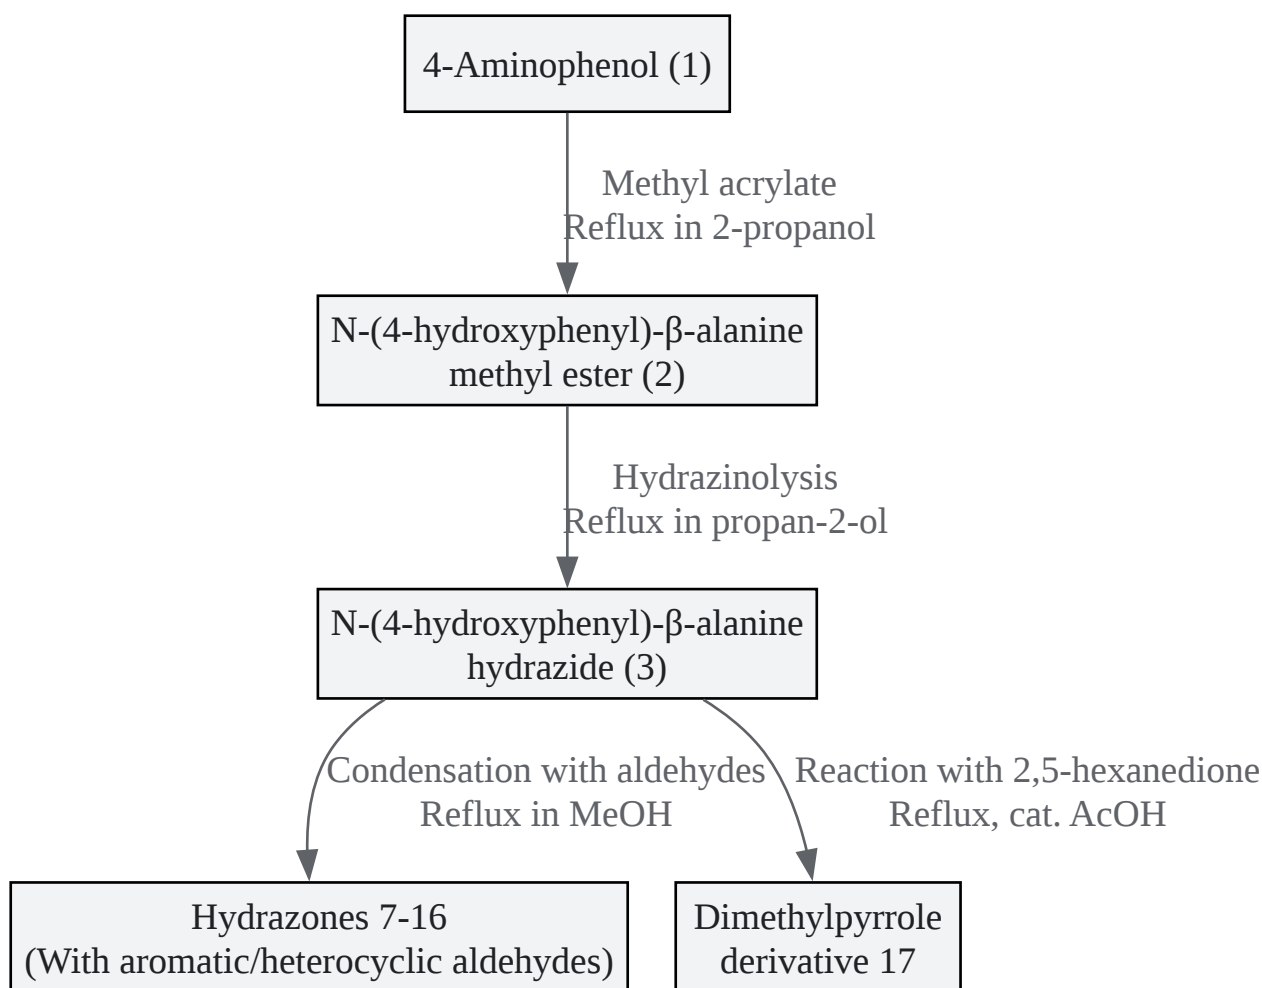 4-Aminophenol (1)
Methyl acrylate
Reflux in 2-propanol
N-(4-hydroxyphenyl)-β-alanine
methyl ester (2)
Hydrazinolysis
Reflux in propan-2-ol
N-(4-hydroxyphenyl)-β-alanine
hydrazide (3)
Condensation with aldehydes
Reflux in MeOH
Reaction with 2,5-hexanedione
Reflux, cat. AcOH
Hydrazones 7-16
(With aromatic/heterocyclic aldehydes)
Dimethylpyrrole
derivative 17